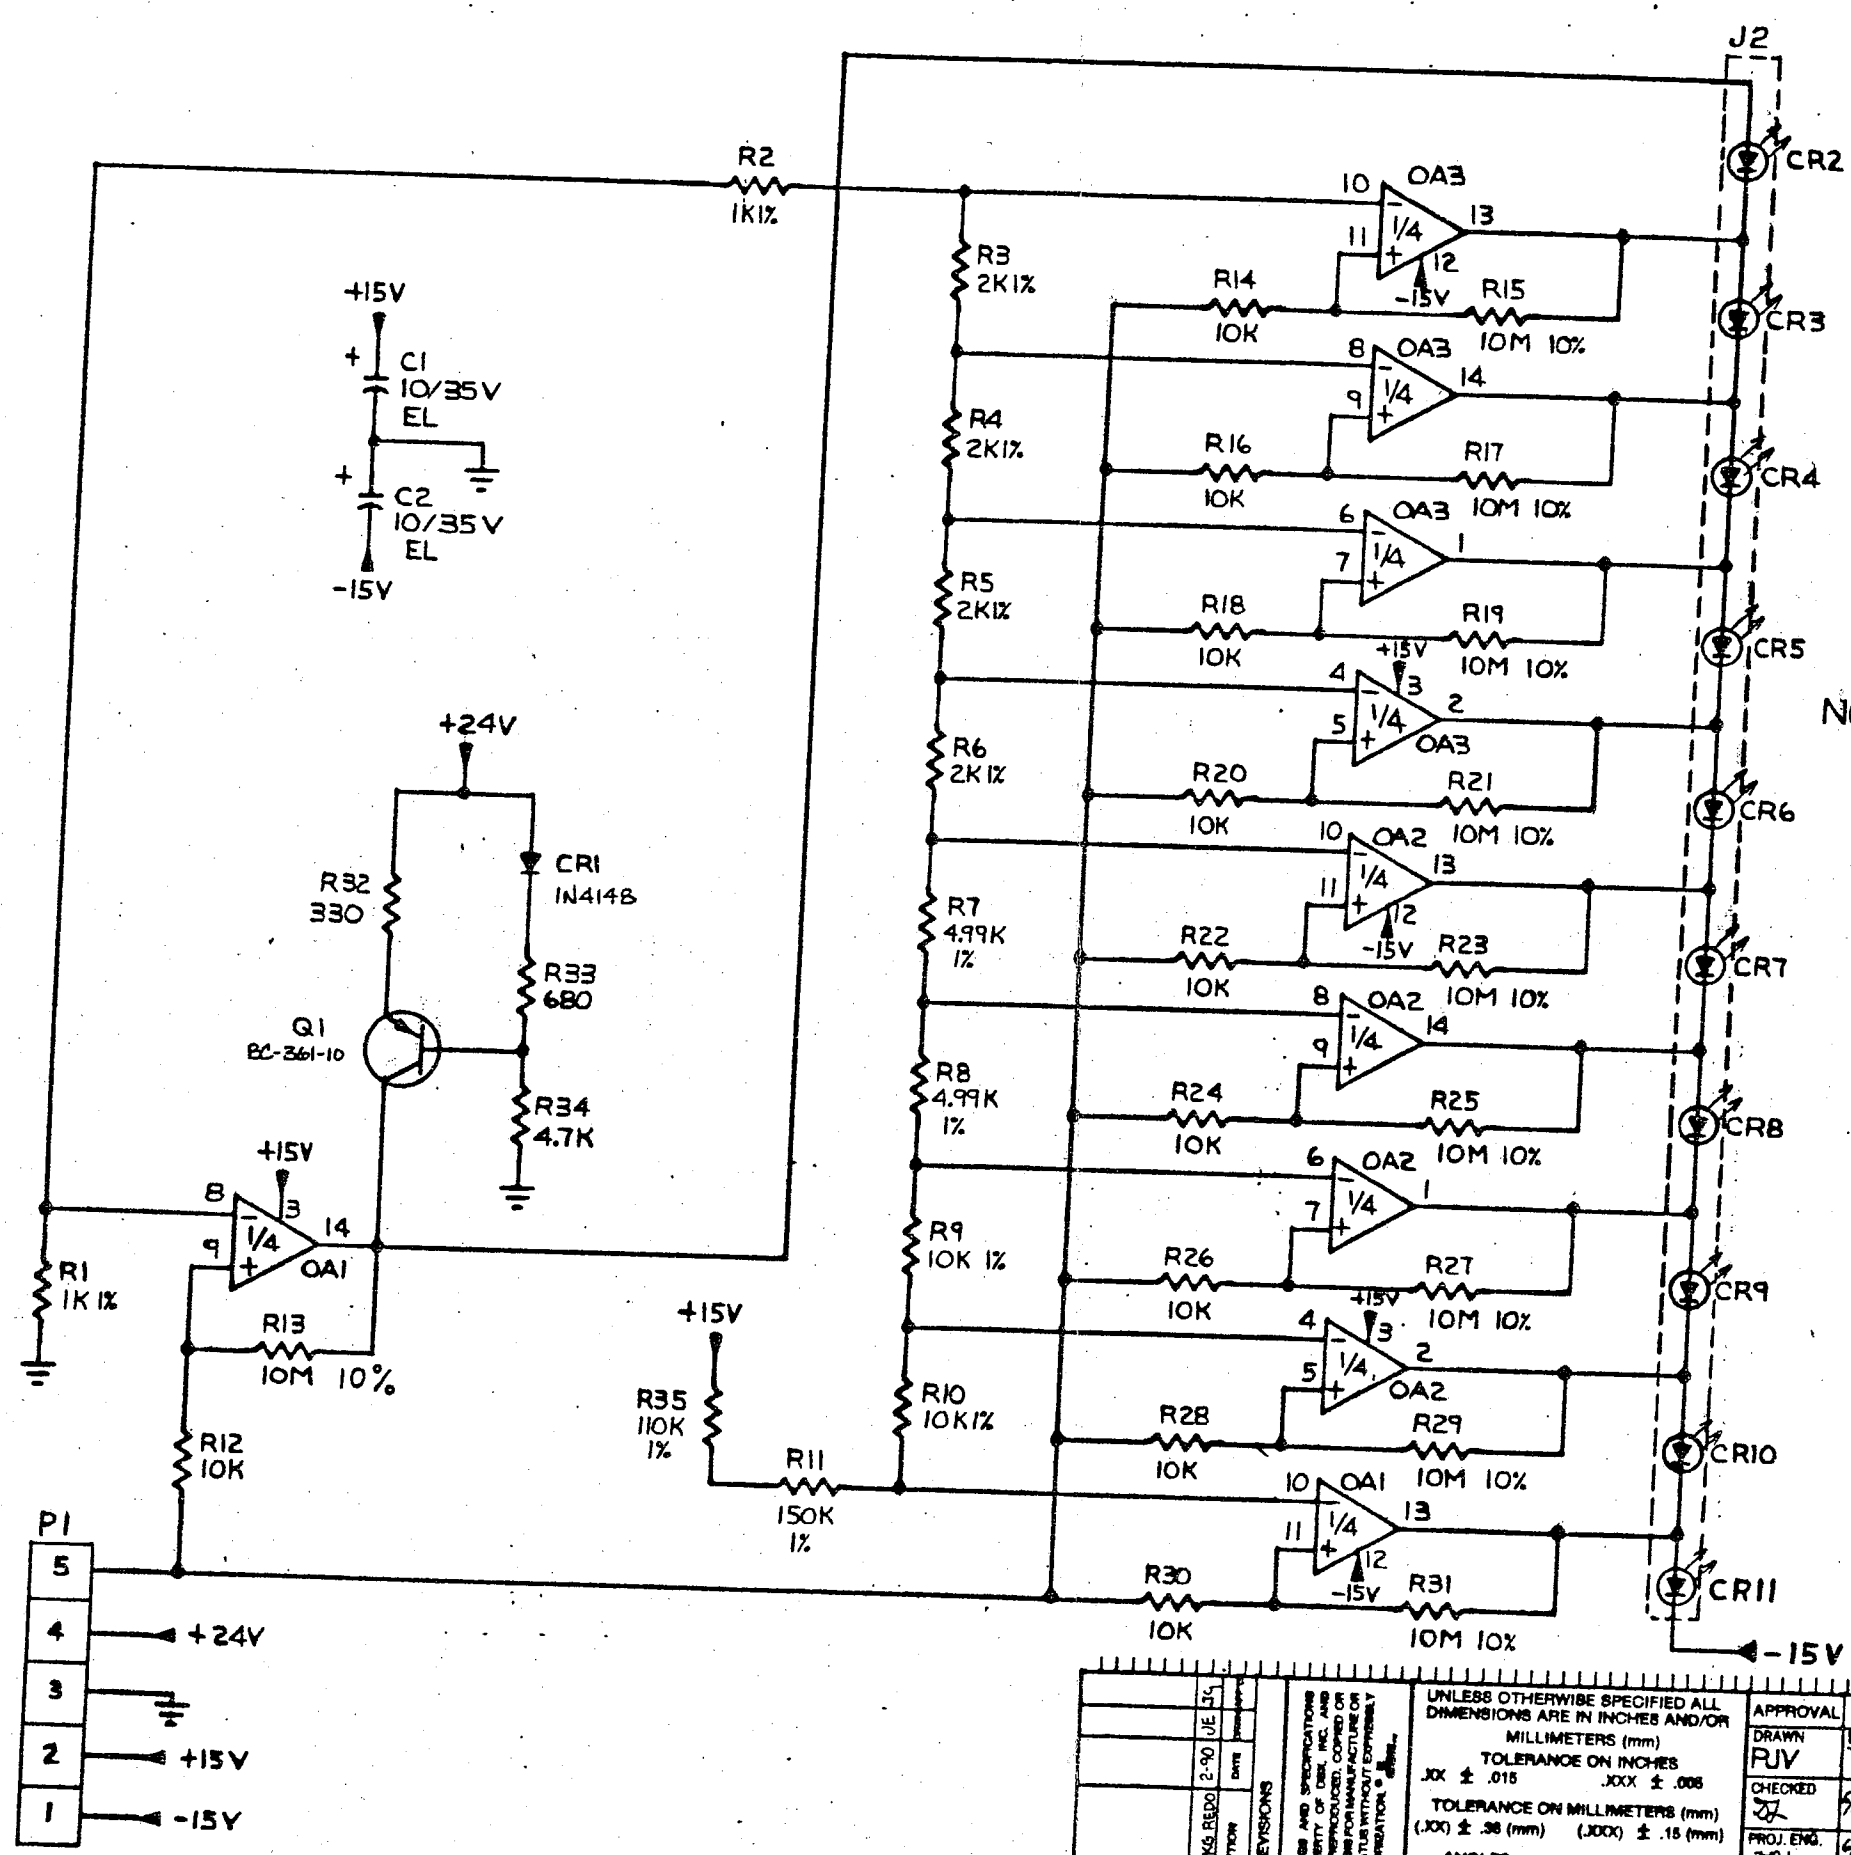 J2
CR2
R2
1K1%
10
OA3
13
1/4
11
12
-15V
R3
2K1%
R14
10K
R15
10M 10%
CR3
+15V
C1
10/35V
EL
C2
10/35V
EL
-15V
8
OA3
14
1/4
9
R4
2K1%
R16
10K
R17
10M 10%
CR4
6
OA3
1
1/4
7
R5
2K1%
R18
10K
R19
10M 10%
CR5
+15V
4
3
2
1/4
5
OA3
R6
2K1%
R20
10K
R21
10M 10%
CR6
+24V
CR1
1N4148
R32
330
R33
680
Q1
BC-361-10
R34
4.7K
10
OA2
13
1/4
11
12
-15V
R7
4.99K
1%
R22
10K
R23
10M 10%
CR7
8
OA2
14
1/4
9
R8
4.99K
1%
R24
10K
R25
10M 10%
CR8
6
OA2
1
1/4
7
R9
10K 1%
R26
10K
R27
10M 10%
CR9
+15V
8
3
14
1/4
9
OA1
R1
1K1%
R13
10M 10%
R12
10K
+15V
R35
110K
1%
R11
150K
1%
+15V
4
3
2
1/4
5
OA2
R10
10K1%
R28
10K
R29
10M 10%
CR10
10
OA1
13
1/4
11
12
-15V
R30
10K
R31
10M 10%
CR11
-15V
P1
5
4
+24V
3
2
+15V
1
-15V
2-90
DATE
UNLESS OTHERWISE SPECIFIED ALL
DIMENSIONS ARE IN INCHES AND/OR
MILLIMETERS (mm)
TOLERANCE ON INCHES
.XX ± .015 .XXX ± .005
TOLERANCE ON MILLIMETERS (mm)
(.XX) ± .38 (mm) (.XXX) ± .15 (mm)
APPROVAL
DRAWN
PJV
CHECKED
PROJ. ENG.